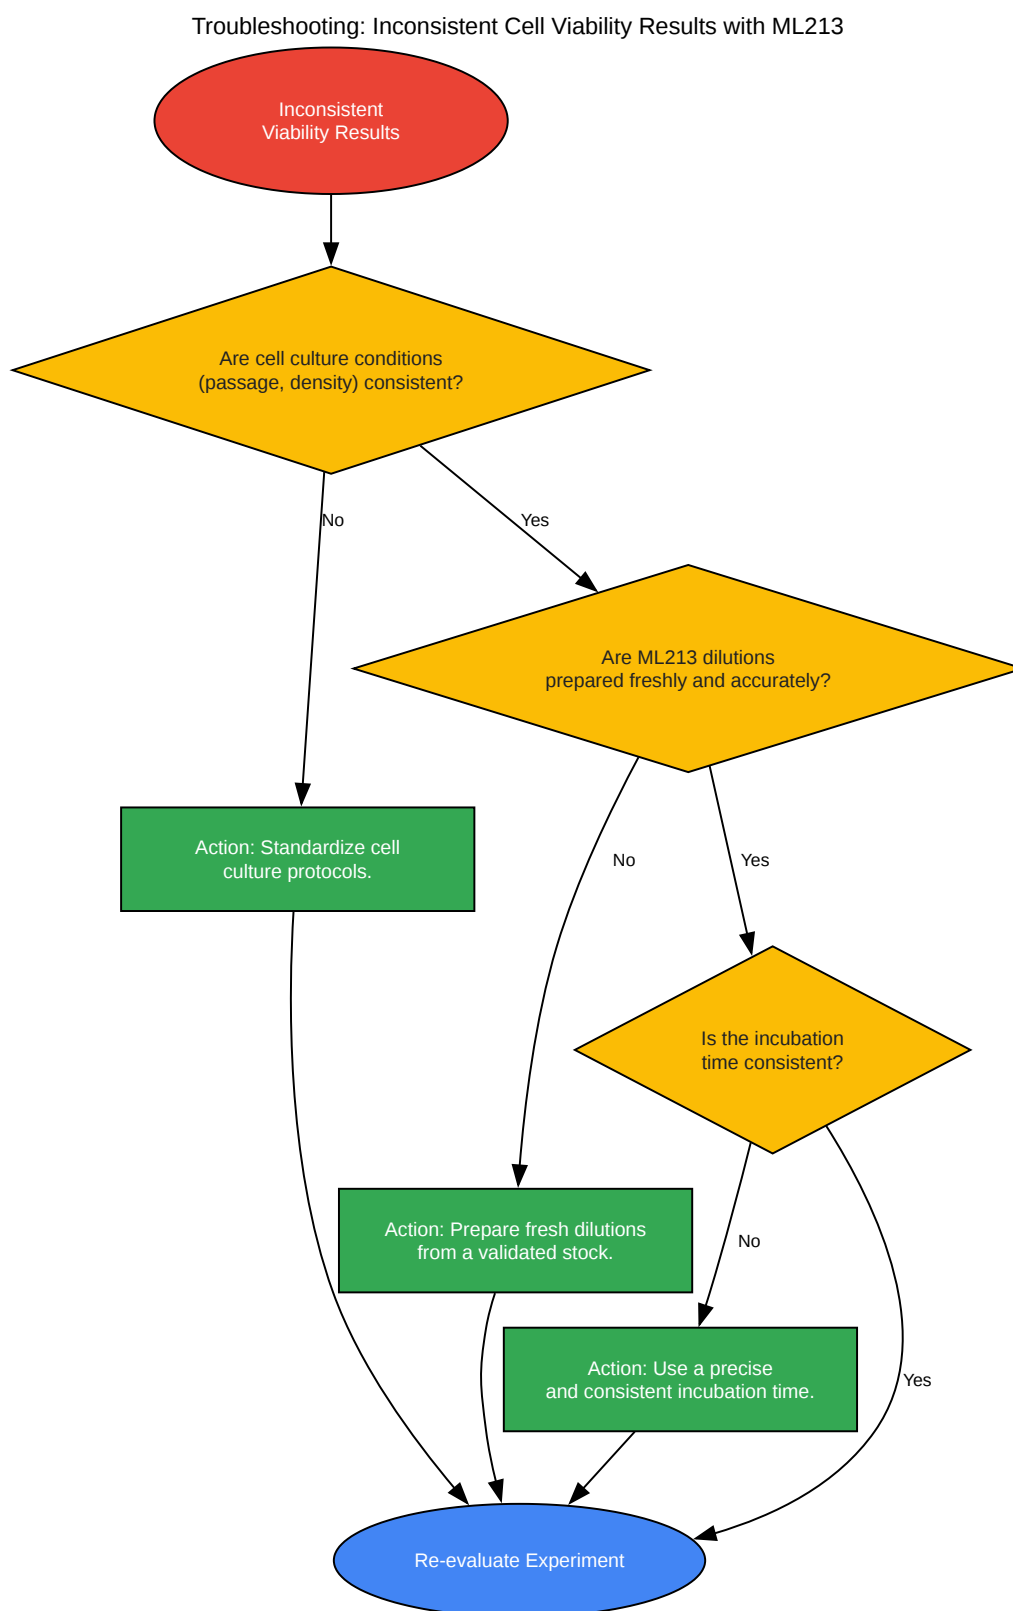 Troubleshooting: Inconsistent Cell Viability Results with ML213
Inconsistent
Viability Results
Are cell culture conditions
(passage, density) consistent?
No
Yes
Are ML213 dilutions
prepared freshly and accurately?
Action: Standardize cell
culture protocols.
No
Yes
Is the incubation
time consistent?
Action: Prepare fresh dilutions
from a validated stock.
No
Action: Use a precise
and consistent incubation time.
Yes
Re-evaluate Experiment